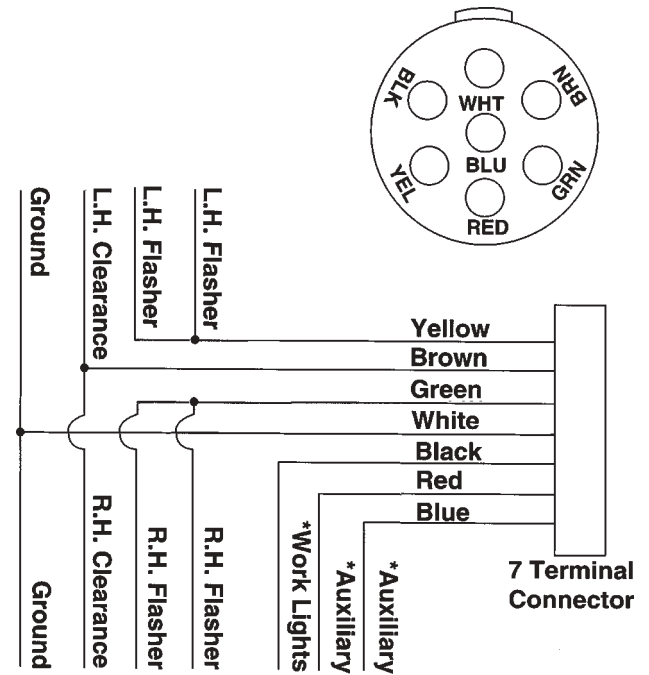 BLK
WHT
BRN
BLU
YEL
GRN
RED
Ground
L.H. Clearance
L.H. Flasher
L.H. Flasher
Yellow
Brown
Green
White
Black
Red
Blue
Ground
R.H. Clearance
R.H. Flasher
R.H. Flasher
*Work Lights
*Auxiliary
*Auxiliary
7 Terminal
Connector